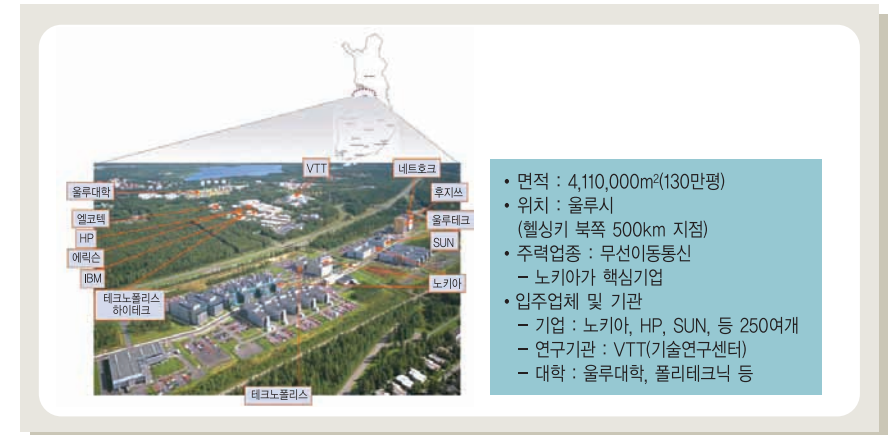 VTT
네트호크
울루대학
후지쓰
엘코텍
울루테크
HP
SUN
에릭슨
IBM
노키아
테크노폴리스
하이테크
테크노폴리스
• 면적 : 4,110,000m²(130만평)
• 위치 : 울루시
(헬싱키 북쪽 500km 지점)
• 주력업종 : 무선이동통신
– 노키아가 핵심기업
• 입주업체 및 기관
– 기업 : 노키아, HP, SUN, 등 250여개
– 연구기관 : VTT(기술연구센터)
– 대학 : 울루대학, 폴리테크닉 등